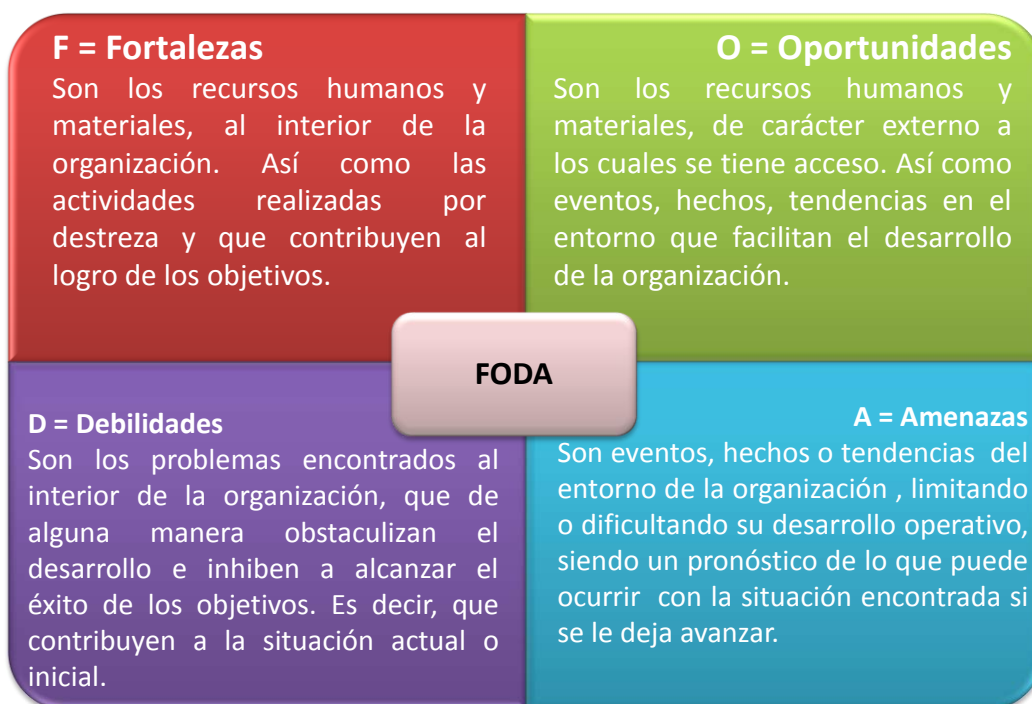 F = Fortalezas
Son los recursos humanos y
materiales, al interior de la
organización. Así como las
actividades realizadas por
destreza y que contribuyen al
logro de los objetivos.
O = Oportunidades
Son los recursos humanos y
materiales, de carácter externo a
los cuales se tiene acceso. Así como
eventos, hechos, tendencias en el
entorno que facilitan el desarrollo
de la organización.
FODA
D = Debilidades
Son los problemas encontrados al
interior de la organización, que de
alguna manera obstaculizan el
desarrollo e inhiben a alcanzar el
éxito de los objetivos. Es decir, que
contribuyen a la situación actual o
inicial.
A = Amenazas
Son eventos, hechos o tendencias del
entorno de la organización , limitando
o dificultando su desarrollo operativo,
siendo un pronóstico de lo que puede
ocurrir con la situación encontrada si
se le deja avanzar.